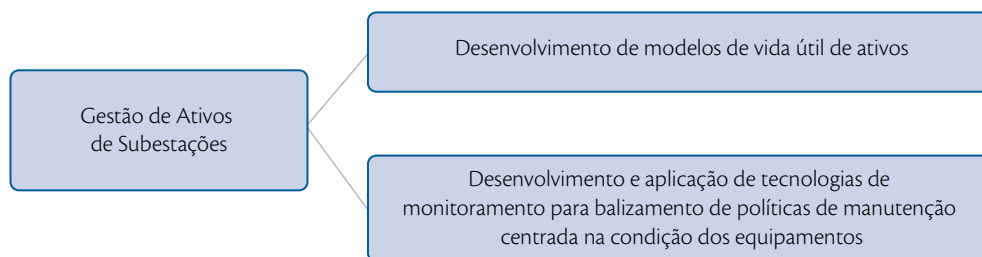 Gestão de Ativos
de Subestações
Desenvolvimento de modelos de vida útil de ativos
Desenvolvimento e aplicação de tecnologias de
monitoramento para balizamento de políticas de manutenção
centrada na condição dos equipamentos